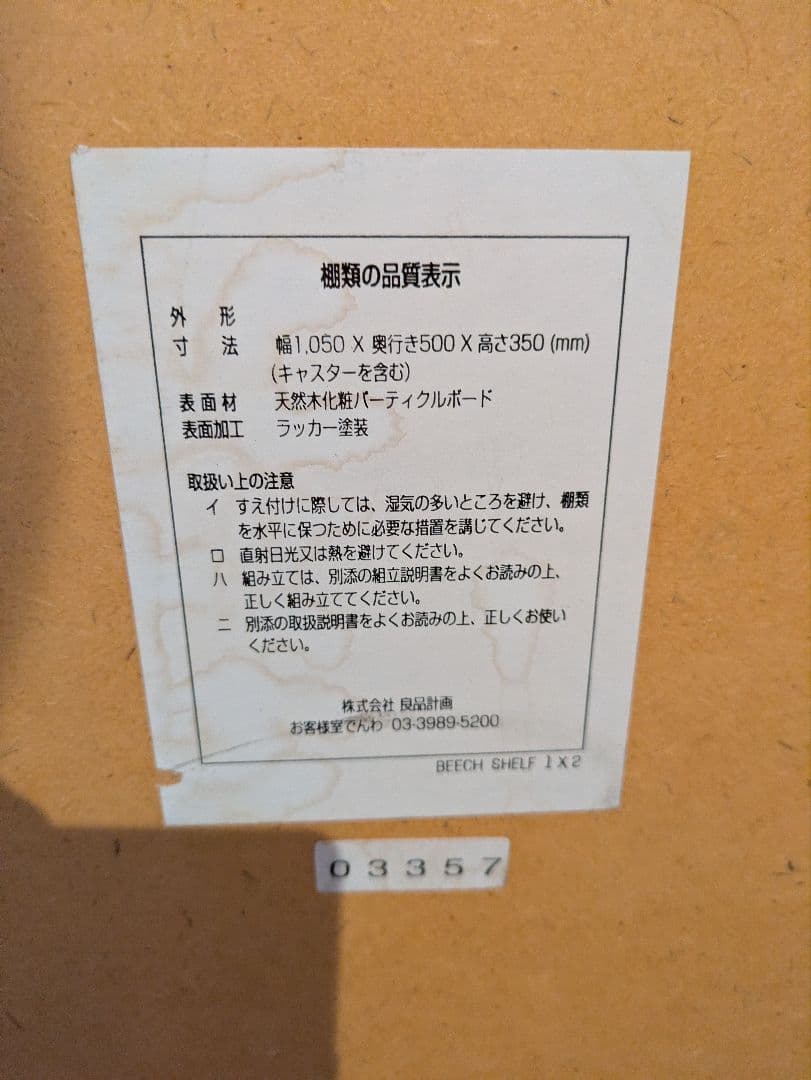 棚類の品質表示
外 形
寸 法 幅1,050 X 奥行き500 X 高さ350 (mm)
(キャスターを含む)
表面材 天然木化粧パーティクルボード
表面加工 ラッカー塗装
取扱い上の注意
イ すえ付けに際しては、湿気の多いところを避け、棚類
を水平に保つために必要な措置を講じてください。
ロ 直射日光又は熱を避けてください。
ハ 組み立ては、別添の組立説明書をよくお読みの上、
正しく組み立ててください。
ニ 別添の取扱説明書をよくお読みの上、正しくお使い
ください。
株式会社 良品計画
お客様室でんわ 03-3989-5200
BEECH SHELF 1X2
03357